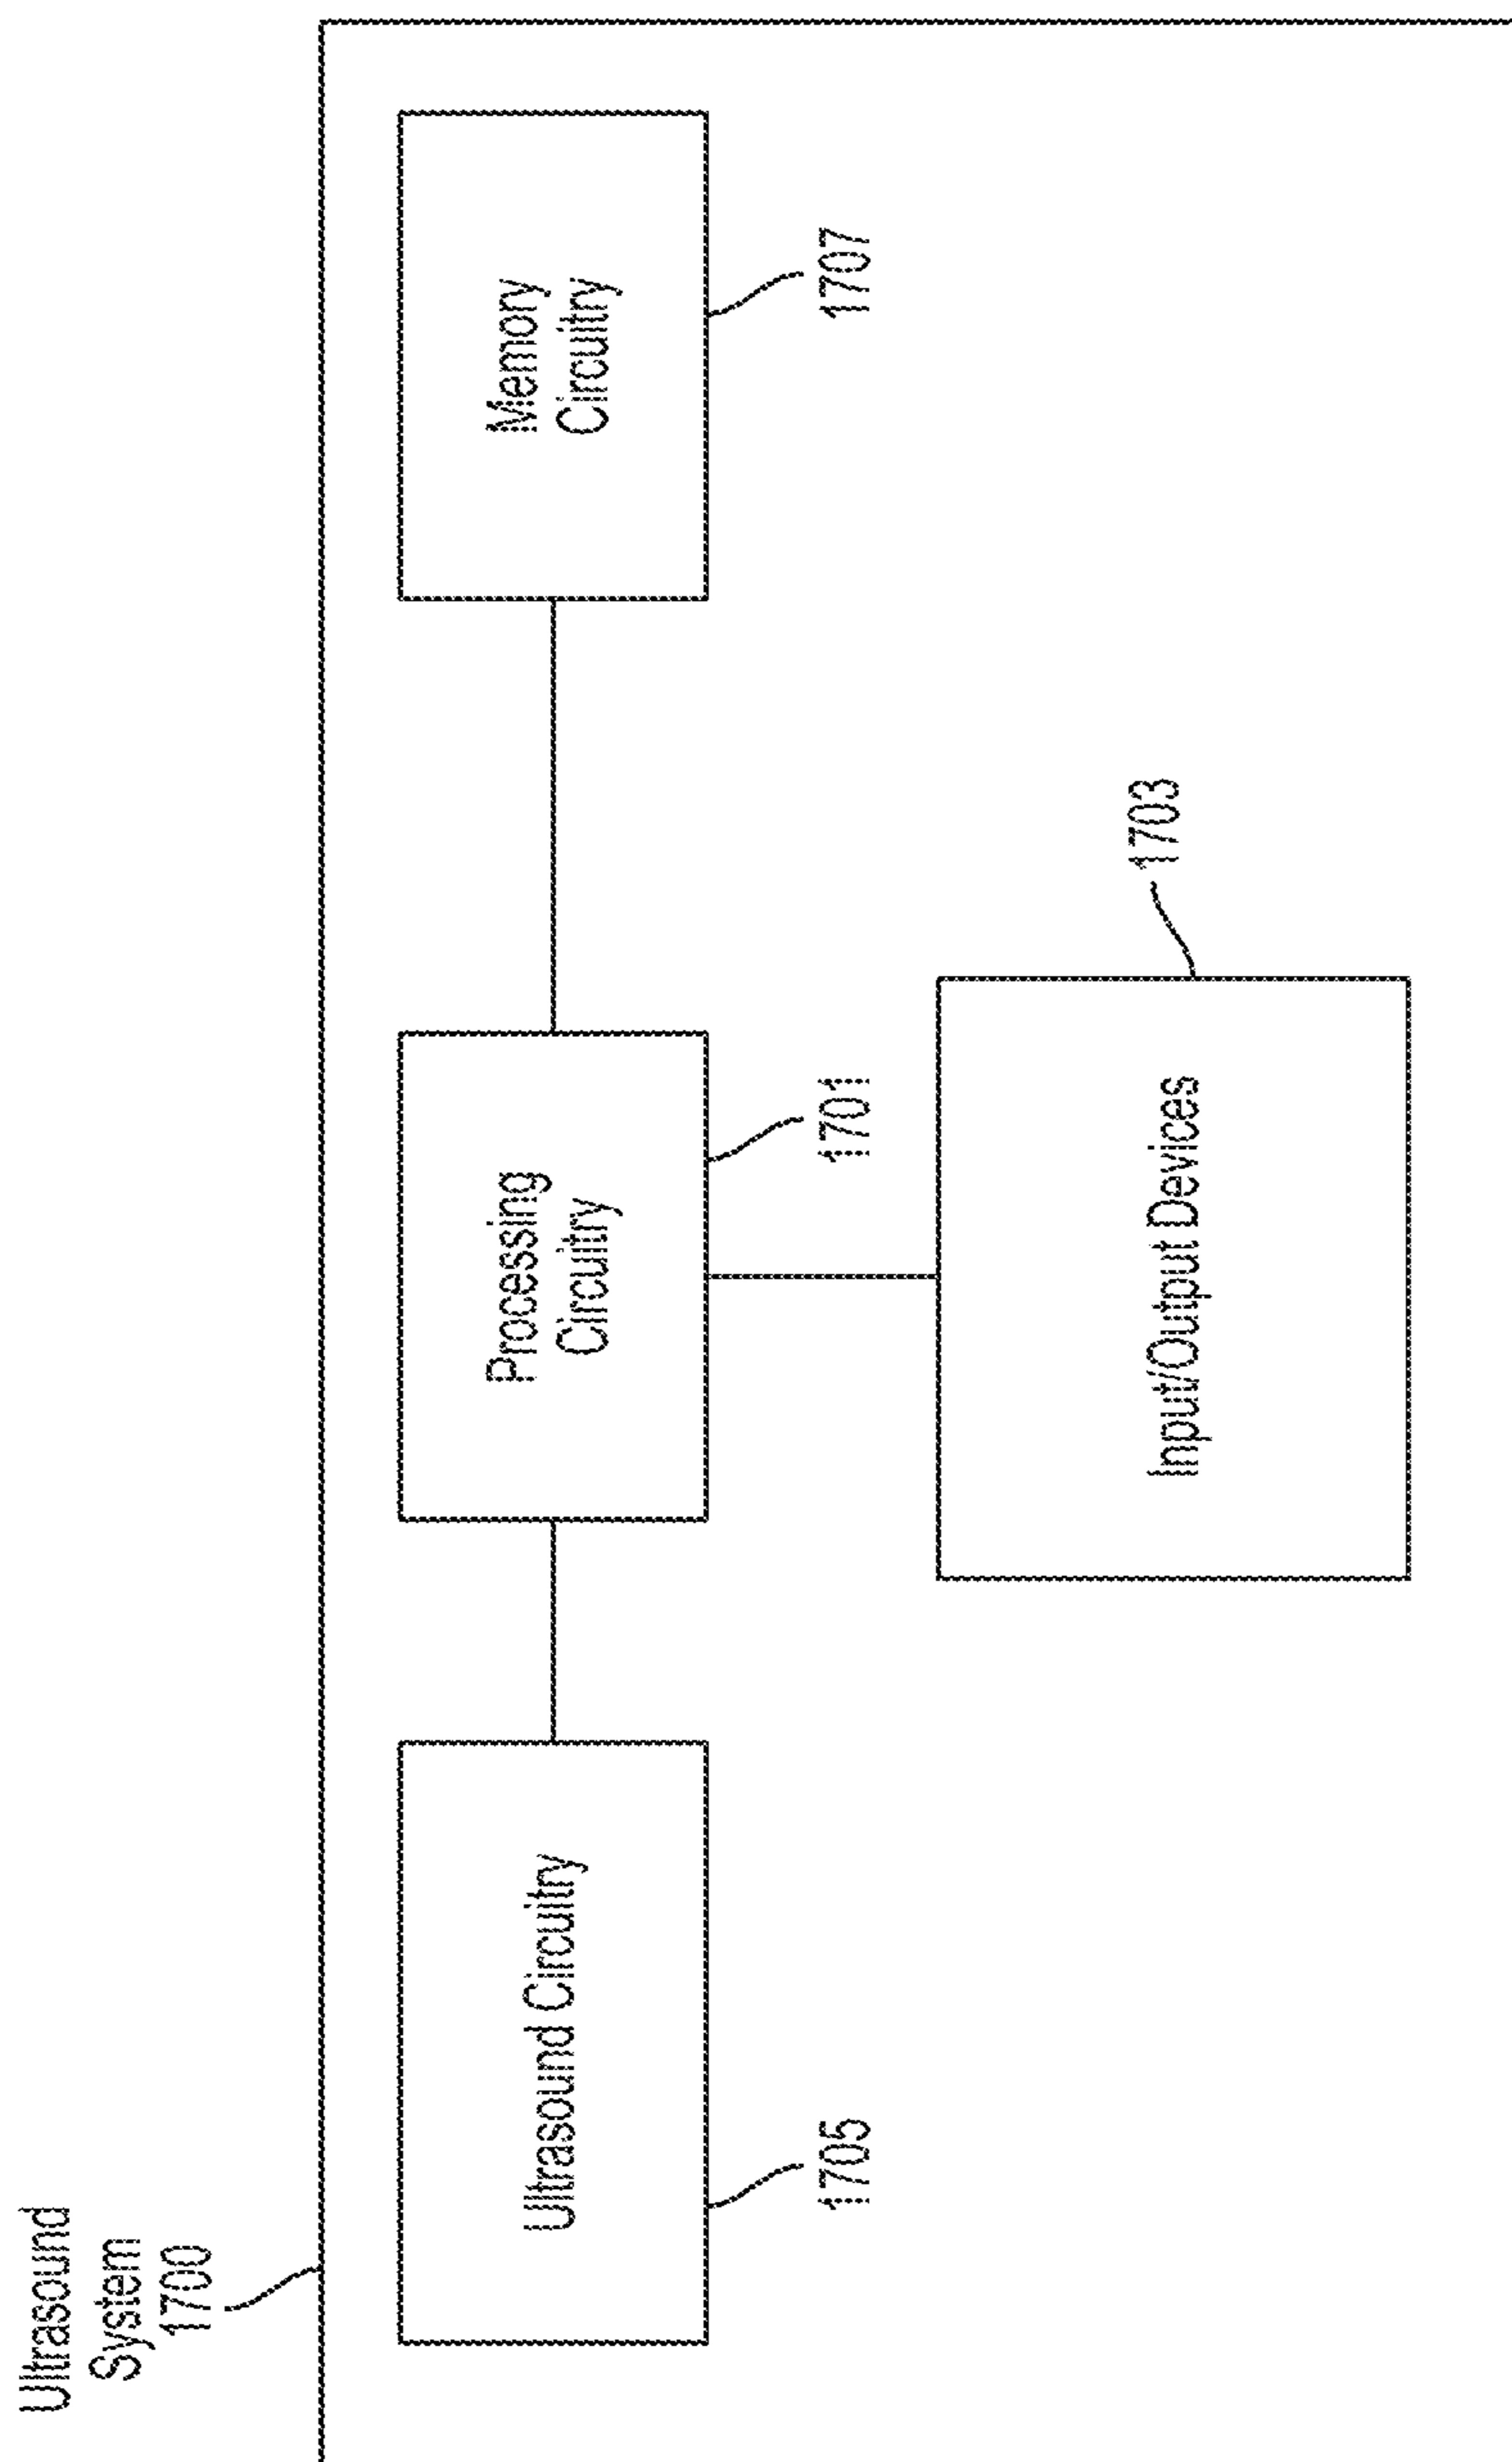 Ultrasound
System
1700
Ultrasound Circuitry
1705
Processing
Circuitry
1701
Memory
Circuitry
1707
Input/Output Devices
1703